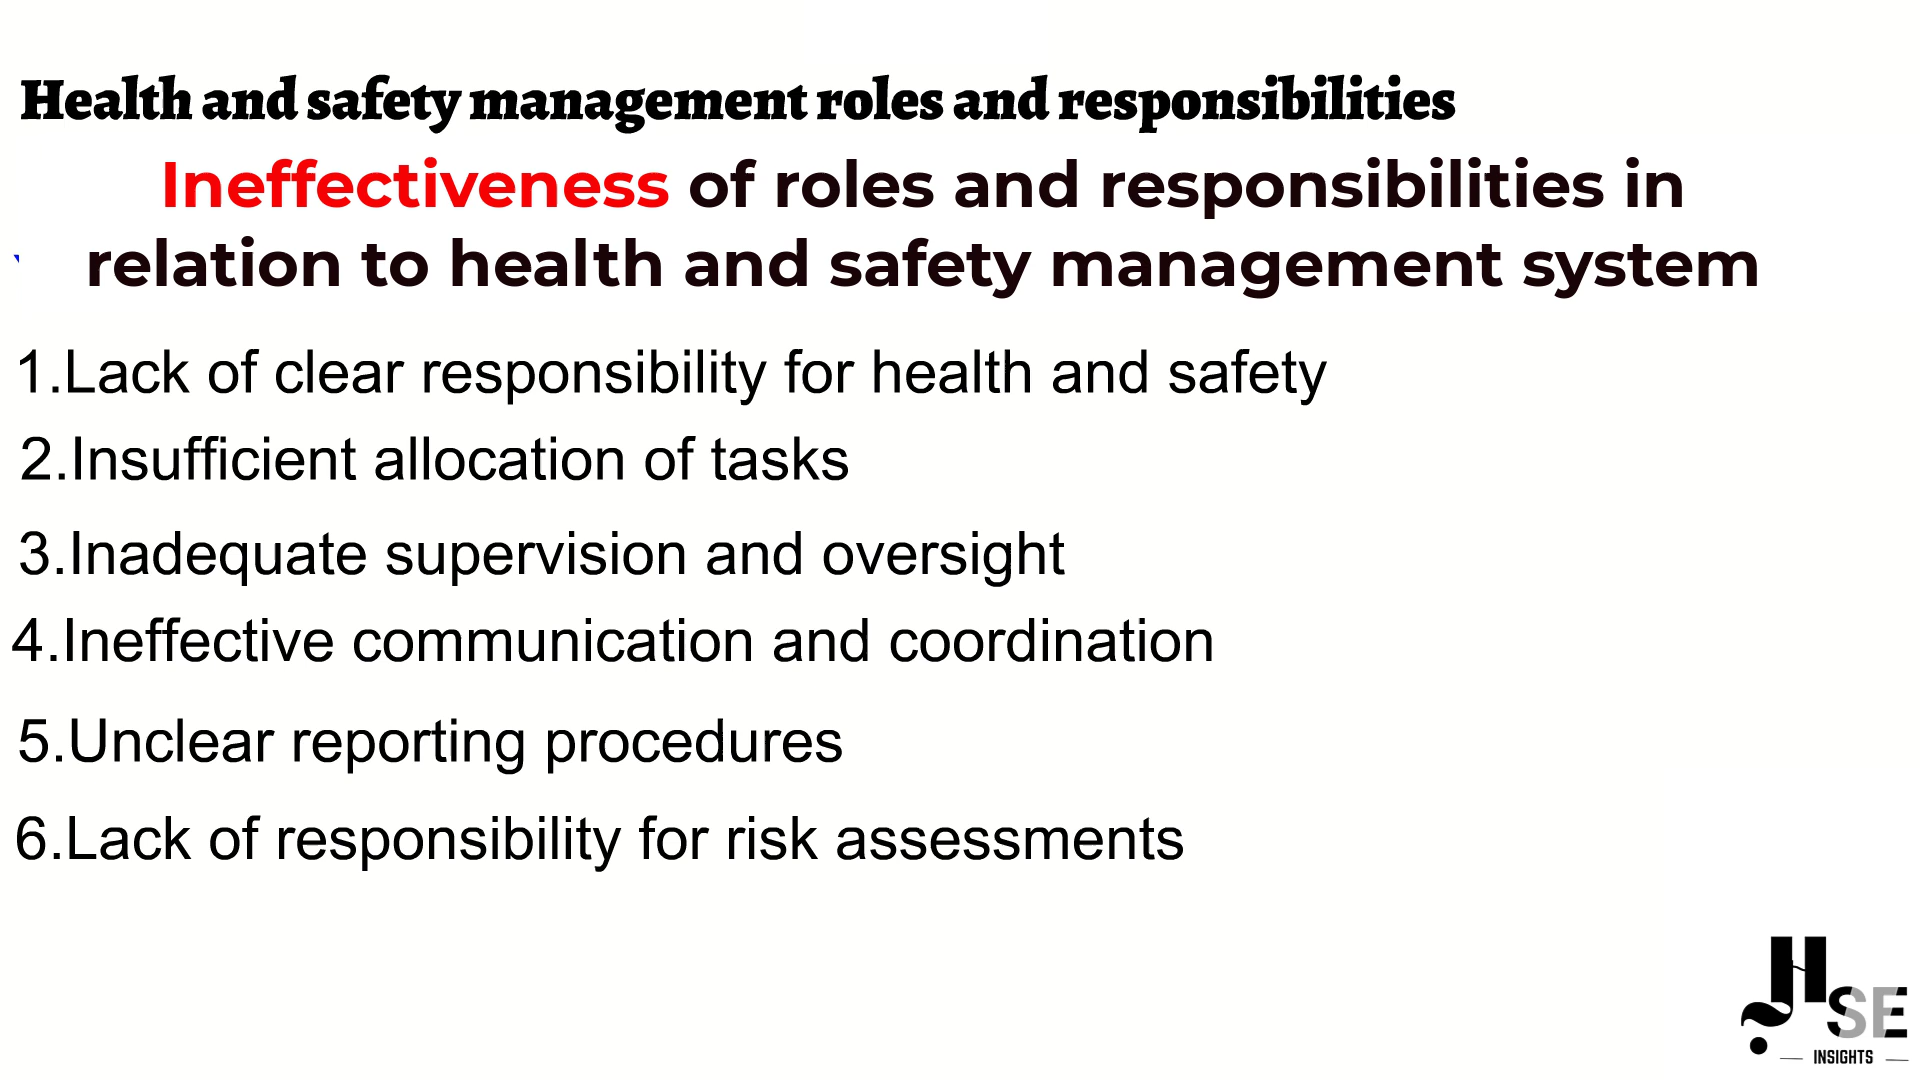 Health and safety management roles and responsibilities
Ineffectiveness of roles and responsibilities in
relation to health and safety management system
1.Lack of clear responsibility for health and safety
2.Insufficient allocation of tasks
3.Inadequate supervision and oversight
4.Ineffective communication and coordination
5.Unclear reporting procedures
6.Lack of responsibility for risk assessments
HSE
INSIGHTS